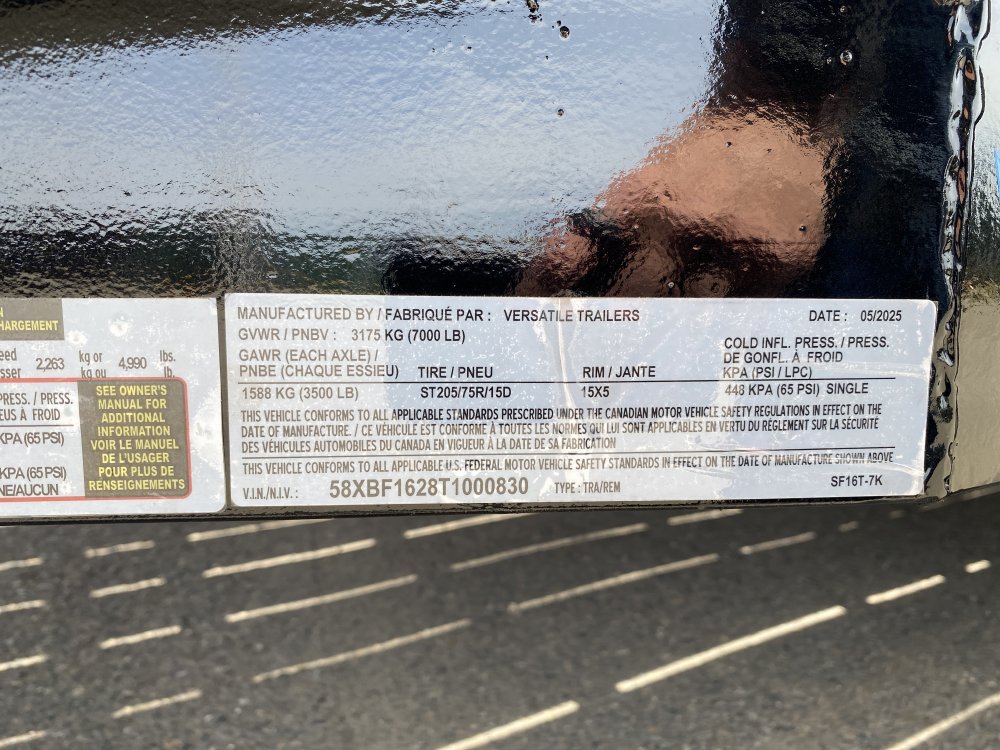 HARGEMENT
2,263 kg or 4,990 lbs.
kg ou lb.
PRESS. / PRESS.
À FROID
KPA (65 PSI)
KPA (65 PSI)
NE/AUCUN
SEE OWNER'S
MANUAL FOR
ADDITIONAL
INFORMATION
VOIR LE MANUEL
DE L'USAGER
POUR PLUS DE
RENSEIGNEMENTS
MANUFACTURED BY / FABRIQUÉ PAR : VERSATILE TRAILERS DATE : 05/2025
GVWR / PNBV : 3175 KG (7000 LB)
GAWR (EACH AXLE) /
PNBE (CHAQUE ESSIEU) TIRE / PNEU RIM / JANTE
COLD INFL. PRESS. / PRESS.
DE GONFL. À FROID
KPA (PSI / LPC)
1588 KG (3500 LB) ST205/75R/15D 15X5 448 KPA (65 PSI) SINGLE
THIS VEHICLE CONFORMS TO ALL APPLICABLE STANDARDS PRESCRIBED UNDER THE CANADIAN MOTOR VEHICLE SAFETY REGULATIONS IN EFFECT ON THE
DATE OF MANUFACTURE. / CE VÉHICULE EST CONFORME À TOUTES LES NORMES QUI LUI SONT APPLICABLES EN VERTU DU RÈGLEMENT SUR LA SÉCURITÉ
DES VÉHICULES AUTOMOBILES DU CANADA EN VIGUEUR À LA DATE DE SA FABRICATION
THIS VEHICLE CONFORMS TO ALL APPLICABLE U.S. FEDERAL MOTOR VEHICLE SAFETY STANDARDS IN EFFECT ON THE DATE OF MANUFACTURE SHOWN ABOVE
V.I.N./N.I.V.: 58XBF1628T1000830 TYPE : TRA/REM SF16T-7K